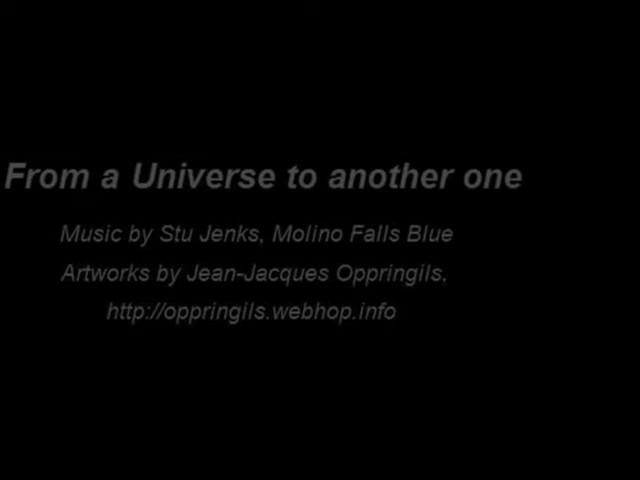 From a Universe to another one
Music by Stu Jenks, Molino Falls Blue
Artworks by Jean-Jacques Oppringils,
http://oppringils.webhop.info